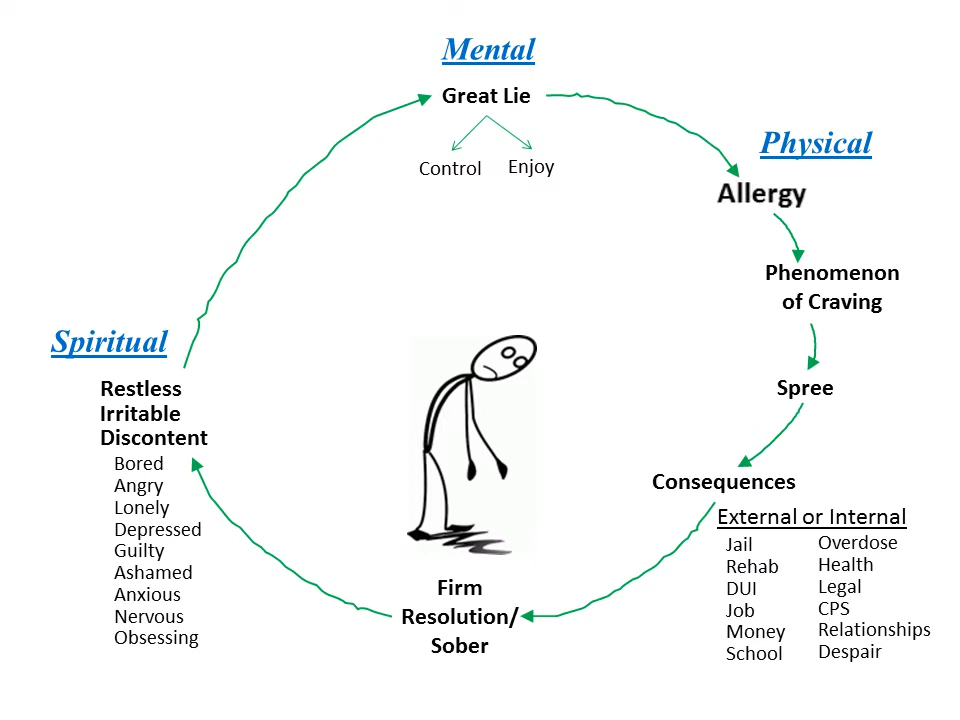 Mental
Great Lie
Control
Enjoy
Physical
Allergy
Phenomenon
of Craving
Spree
Consequences
External or Internal
Jail
Rehab
DUI
Job
Money
School
Overdose
Health
Legal
CPS
Relationships
Despair
Firm
Resolution/
Sober
Spiritual
Restless
Irritable
Discontent
Bored
Angry
Lonely
Depressed
Guilty
Ashamed
Anxious
Nervous
Obsessing